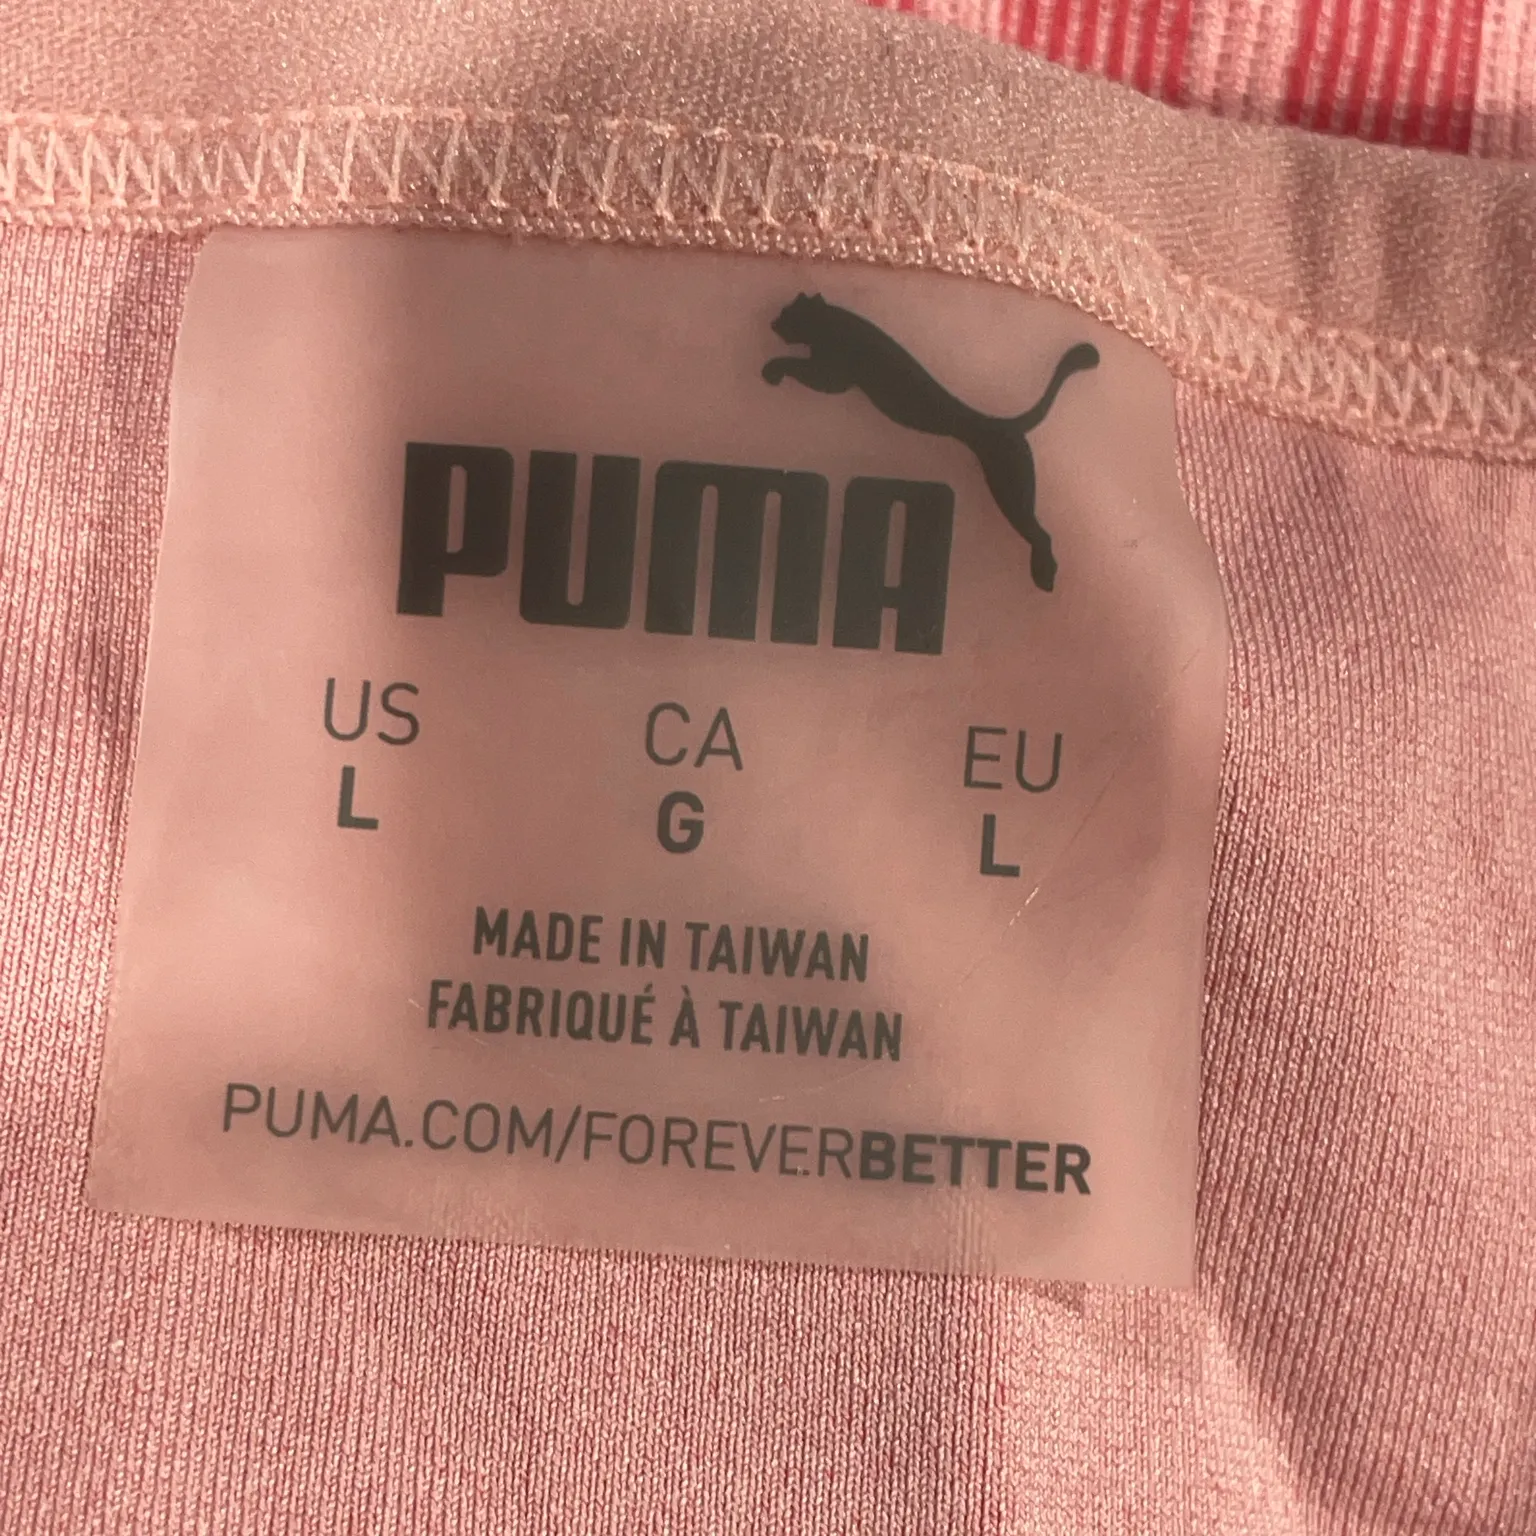 PUMA
US CA EU
L G L
MADE IN TAIWAN
FABRIQUÉ À TAIWAN
PUMA.COM/FOREVERBETTER